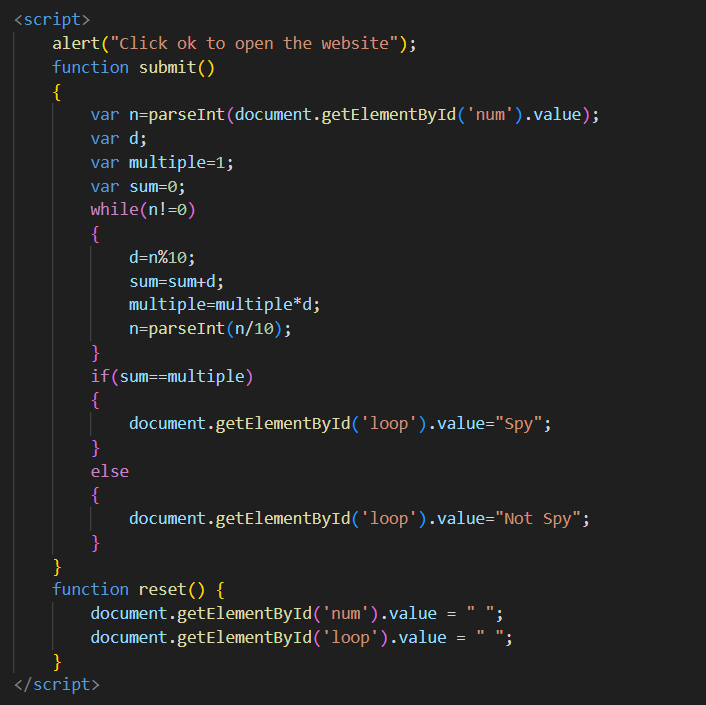 <script>
    alert("Click ok to open the website");
    function submit()
    {
        var n=parseInt(document.getElementById('num').value);
        var d;
        var multiple=1;
        var sum=0;
        while(n!=0)
        {
            d=n%10;
            sum=sum+d;
            multiple=multiple*d;
            n=parseInt(n/10);
        }
        if(sum==multiple)
        {
            document.getElementById('loop').value="Spy";
        }
        else
        {
            document.getElementById('loop').value="Not Spy";
        }
    }
    function reset() {
        document.getElementById('num').value = " ";
        document.getElementById('loop').value = " ";
    }
</script>